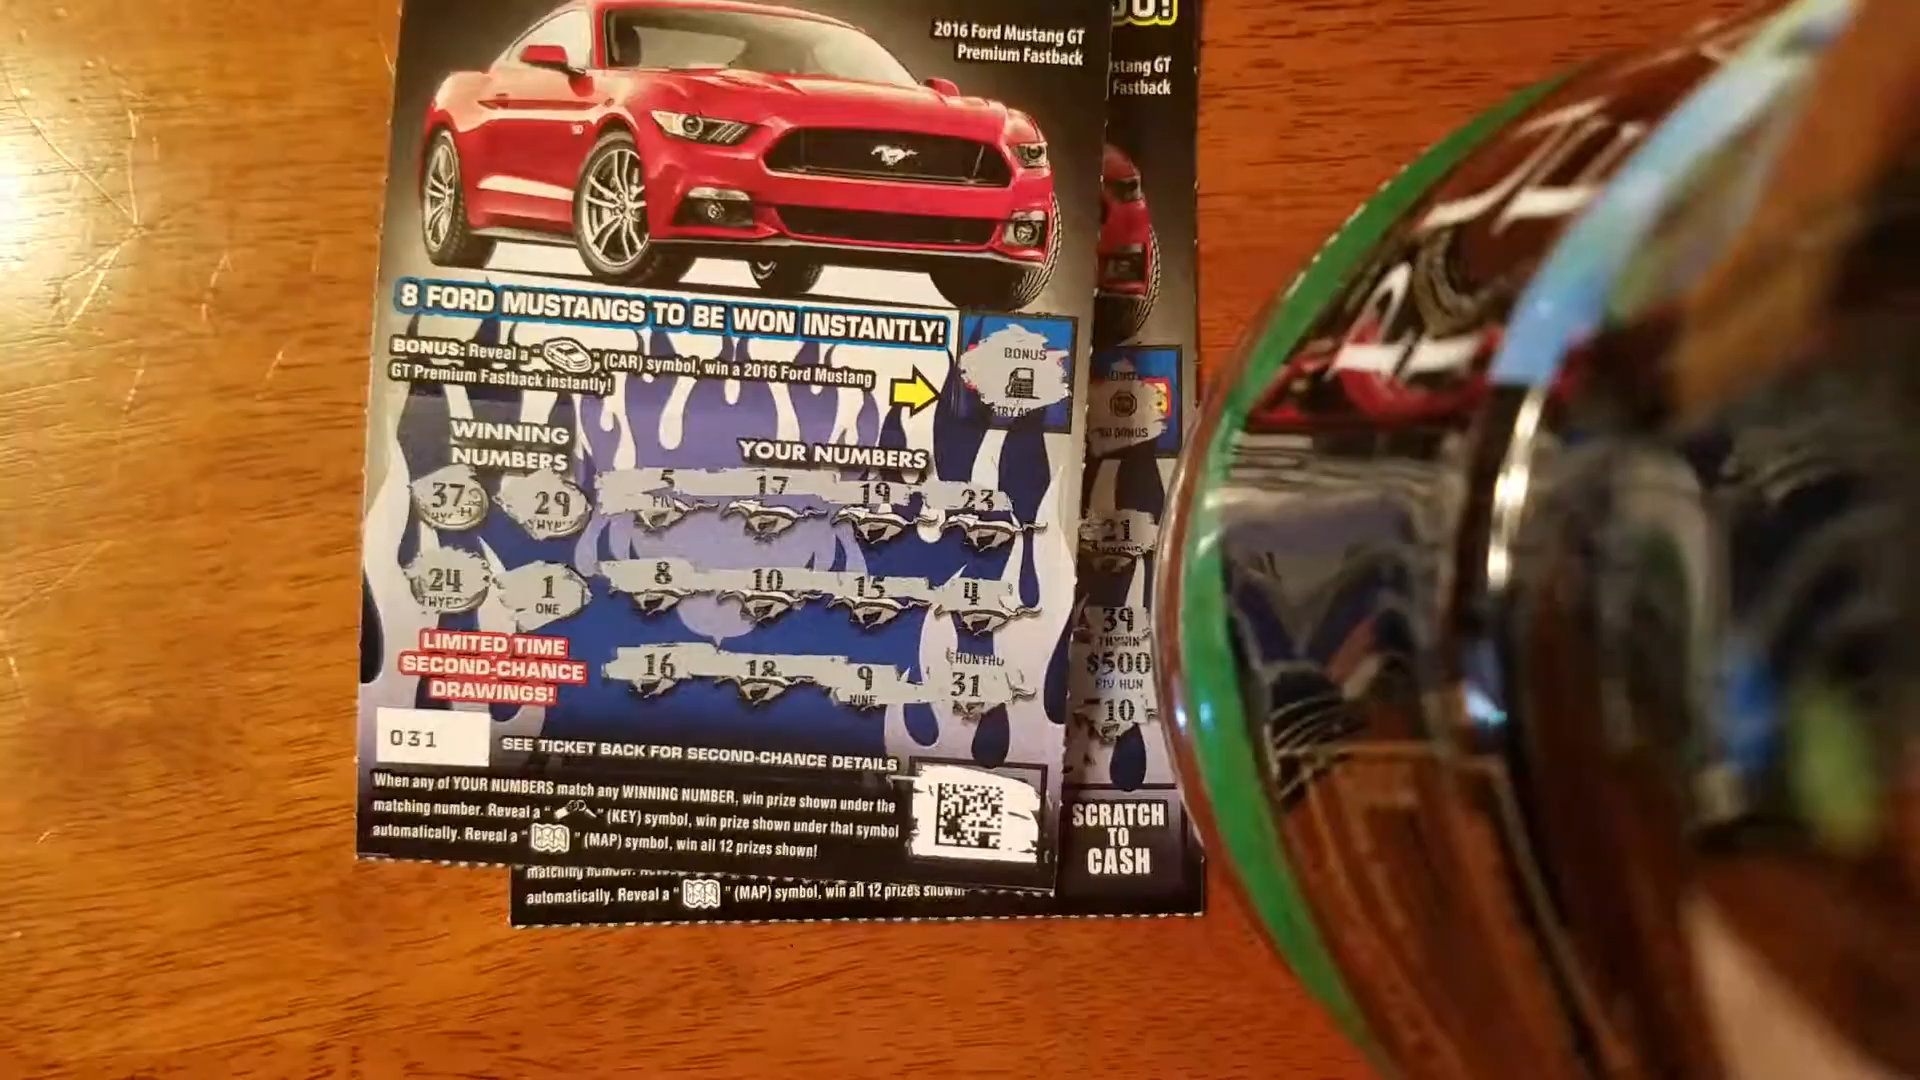 2016 Ford Mustang GT
Premium Fastback
stang GT
Fastback
8 FORD MUSTANGS TO BE WON INSTANTLY!
BONUS: Reveal a " " (CAR) symbol, win a 2016 Ford Mustang
GT Premium Fastback instantly!
BONUS
BONUS
WINNING
NUMBERS
YOUR NUMBERS
37 29
5 17 19 23
21
24 1
ONE
8 10 15 4
39
$500
LIMITED TIME
SECOND-CHANCE
DRAWINGS!
16 18 9 31
NINE
10
031
SEE TICKET BACK FOR SECOND-CHANCE DETAILS
When any of YOUR NUMBERS match any WINNING NUMBER, win prize shown under the
matching number. Reveal a " " (KEY) symbol, win prize shown under that symbol
automatically. Reveal a " " (MAP) symbol, win all 12 prizes shown!
SCRATCH
TO
CASH
automatically. Reveal a " " (MAP) symbol, win all 12 prizes shown